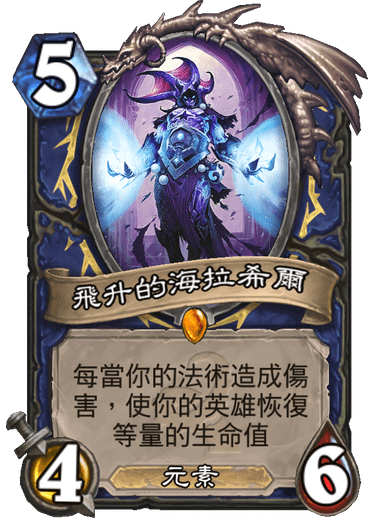 5
飛升的海拉希爾
每當你的法術造成傷
害，使你的英雄恢復
等量的生命值
4
元素
6